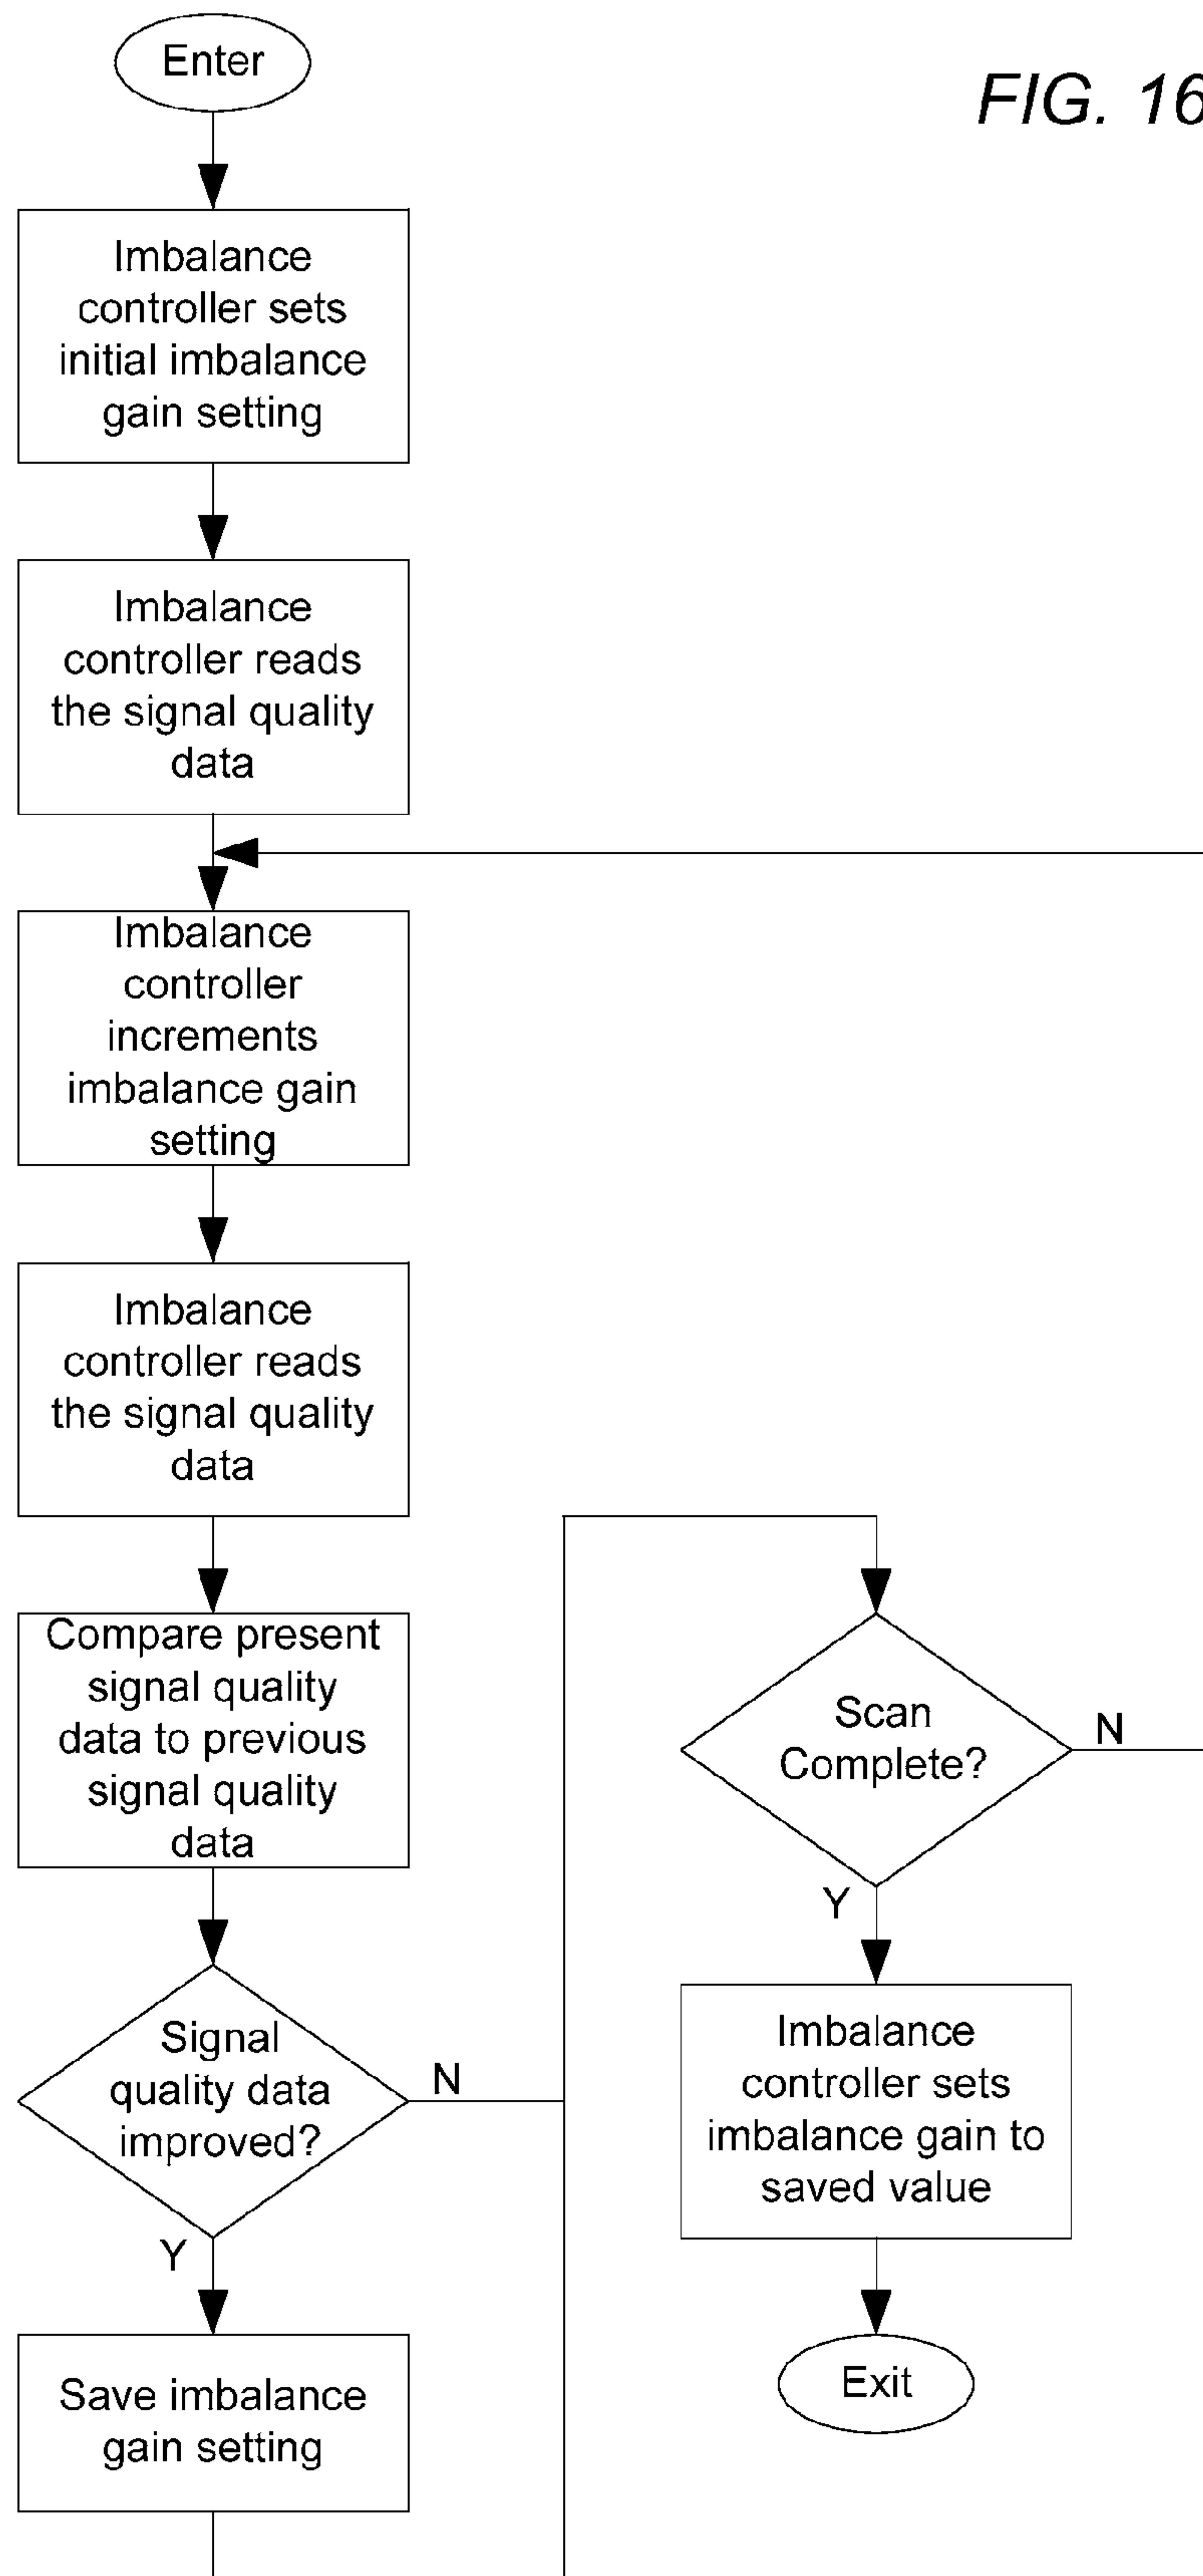 Enter
FIG. 16
Imbalance
controller sets
initial imbalance
gain setting
Imbalance
controller reads
the signal quality
data
Imbalance
controller
increments
imbalance gain
setting
Imbalance
controller reads
the signal quality
data
Compare present
signal quality
data to previous
signal quality
data
Signal
quality data
improved?
N
Y
Save imbalance
gain setting
Scan
Complete?
N
Y
Imbalance
controller sets
imbalance gain to
saved value
Exit